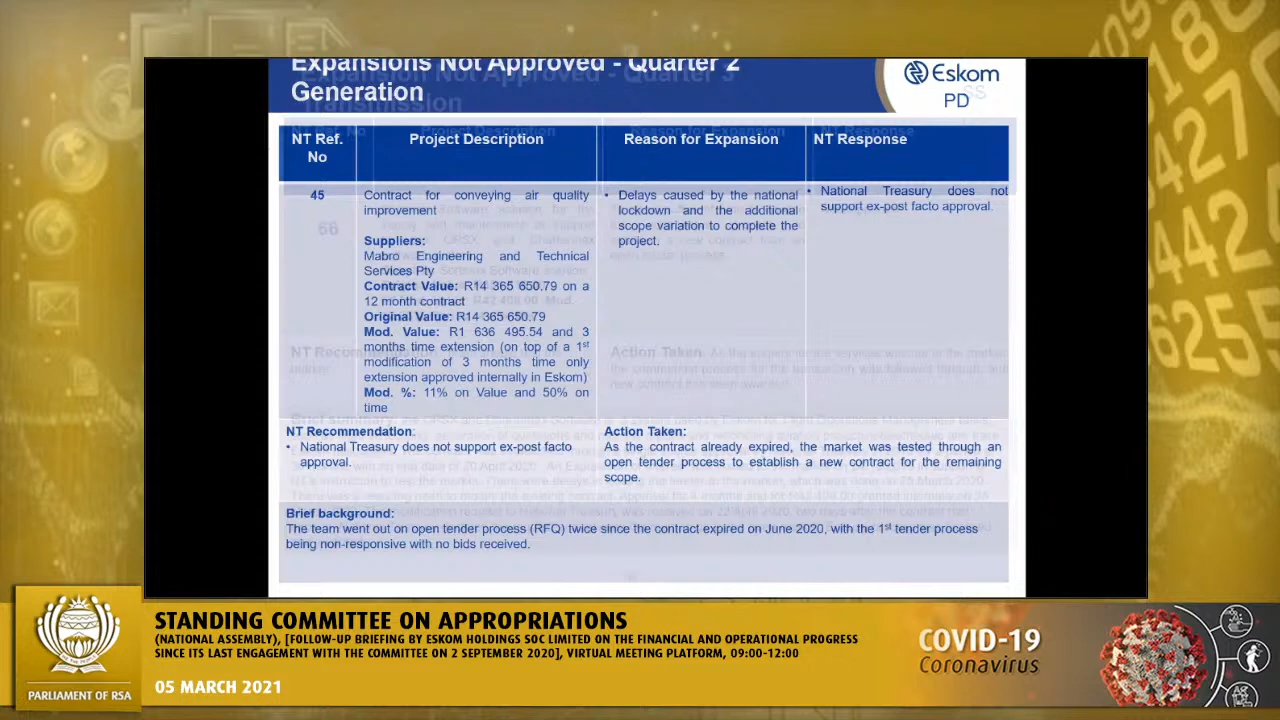 Expansions Not Approved - Quarter 2
Generation
Eskom
PD
NT Ref. No
Project Description
Reason for Expansion
NT Response
45
Contract for conveying air quality
improvement
Suppliers:
Mabro Engineering and Technical
Services Pty
Contract Value: R14 365 650.79 on a
12 month contract
Original Value: R14 365 650.79
Mod. Value: R1 636 495.54 and 3
months time extension (on top of a 1st
modification of 3 months time only
extension approved internally in Eskom)
Mod. %: 11% on Value and 50% on
time
• Delays caused by the national
lockdown and the additional
scope variation to complete the
project.
• National Treasury does not
support ex-post facto approval.
NT Recommendation:
• National Treasury does not support ex-post facto
approval.
Action Taken:
As the contract already expired, the market was tested through an
open tender process to establish a new contract for the remaining
scope.
Brief background:
The team went out on open tender process (RFQ) twice since the contract expired on June 2020, with the 1st tender process
being non-responsive with no bids received.
PARLIAMENT OF RSA
STANDING COMMITTEE ON APPROPRIATIONS
(NATIONAL ASSEMBLY), [FOLLOW-UP BRIEFING BY ESKOM HOLDINGS SOC LIMITED ON THE FINANCIAL AND OPERATIONAL PROGRESS
SINCE ITS LAST ENGAGEMENT WITH THE COMMITTEE ON 2 SEPTEMBER 2020], VIRTUAL MEETING PLATFORM, 09:00-12:00
05 MARCH 2021
COVID-19
Coronavirus